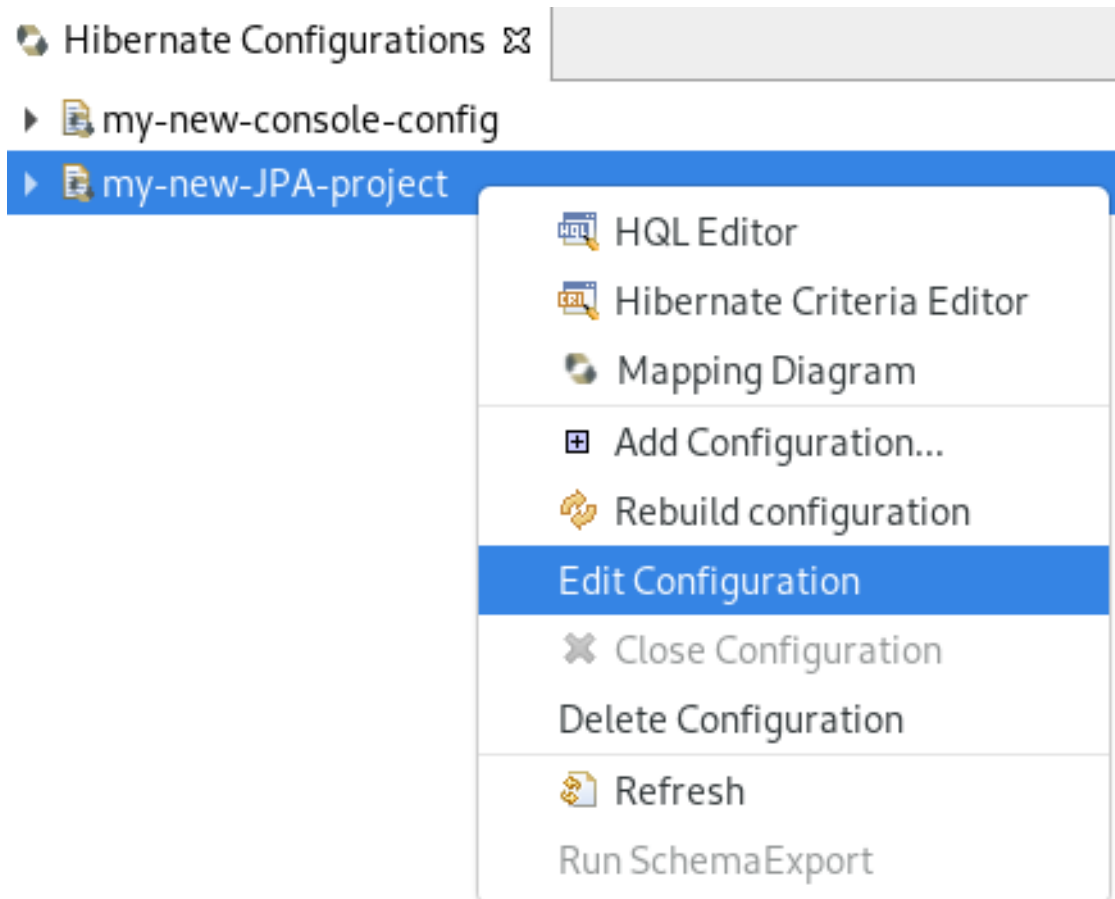 Hibernate Configurations
my-new-console-config
my-new-JPA-project
HQL Editor
Hibernate Criteria Editor
Mapping Diagram
Add Configuration...
Rebuild configuration
Edit Configuration
Close Configuration
Delete Configuration
Refresh
Run SchemaExport